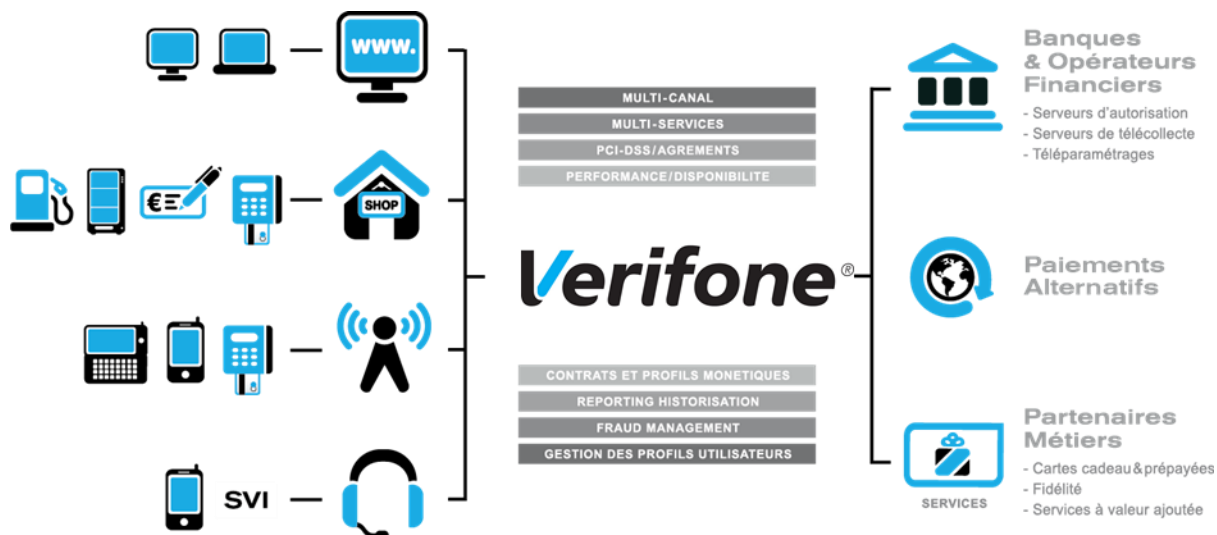 www.
SHOP
SVI
€
MULTI-CANAL
MULTI-SERVICES
PCI-DSS/AGREMENTS
PERFORMANCE/DISPONIBILITE
Verifone®
CONTRATS ET PROFILS MONETIQUES
REPORTING HISTORISATION
FRAUD MANAGEMENT
GESTION DES PROFILS UTILISATEURS
Banques
& Opérateurs
Financiers
- Serveurs d'autorisation
- Serveurs de télécollecte
- Téléparamétrages
Paiements
Alternatifs
Partenaires
Métiers
- Cartes cadeau & prépayées
- Fidélité
- Services à valeur ajoutée
SERVICES